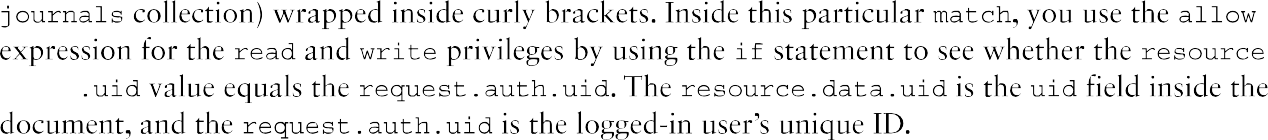 journals collection) wrapped inside curly brackets. Inside this particular match, you use the allow
expression for the read and write privileges by using the if statement to see whether the resource
.uid value equals the request.auth.uid. The resource.data.uid is the uid field inside the
document, and the request.auth.uid is the logged-in user’s unique ID.